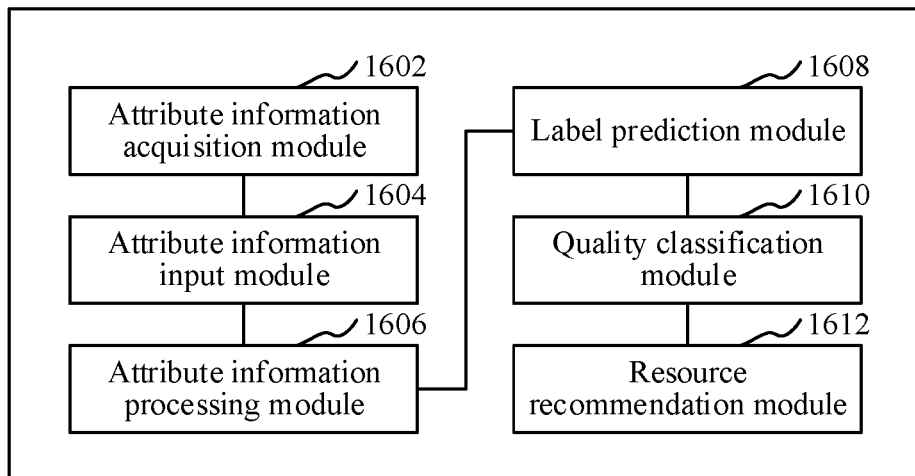 1602
Attribute information
acquisition module
1604
Attribute information
input module
1606
Attribute information
processing module
1608
Label prediction module
1610
Quality classification
module
1612
Resource
recommendation module